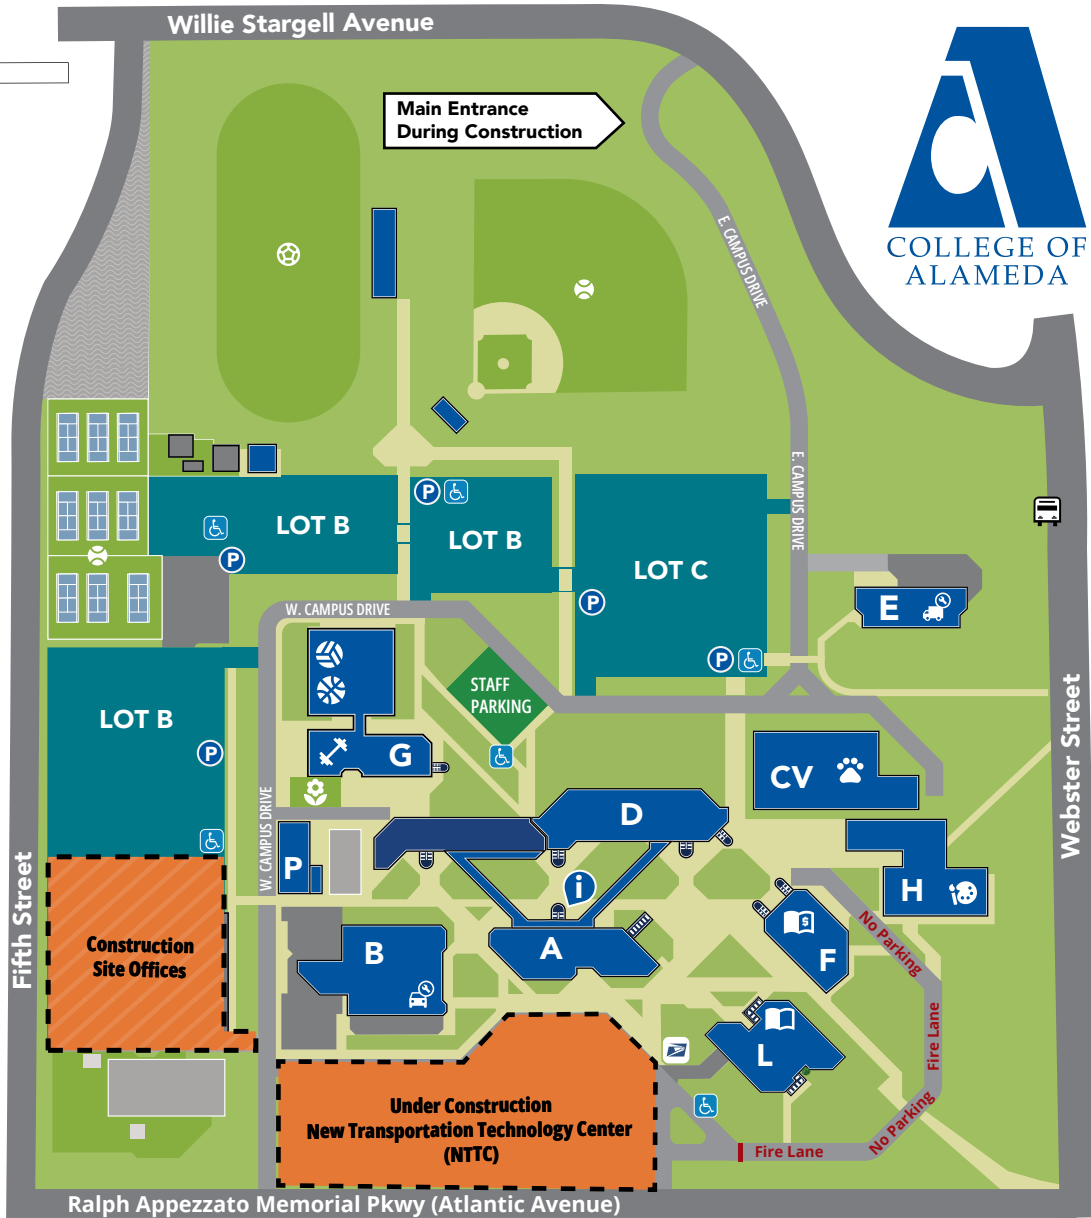 Willie Stargell Avenue
Main Entrance
During Construction
COLLEGE OF
ALAMEDA
E. CAMPUS DRIVE
E. CAMPUS DRIVE
P
LOT B
LOT B
LOT C
P
P
E
W. CAMPUS DRIVE
P
STAFF
PARKING
LOT B
P
G
CV
Webster Street
W. CAMPUS DRIVE
D
P
i
H
$
Fifth Street
No Parking
Construction
Site Offices
B
A
F
Fire Lane
L
Under Construction
New Transportation Technology Center
(NTTC)
No Parking
Fire Lane
Ralph Appezzato Memorial Pkwy (Atlantic Avenue)